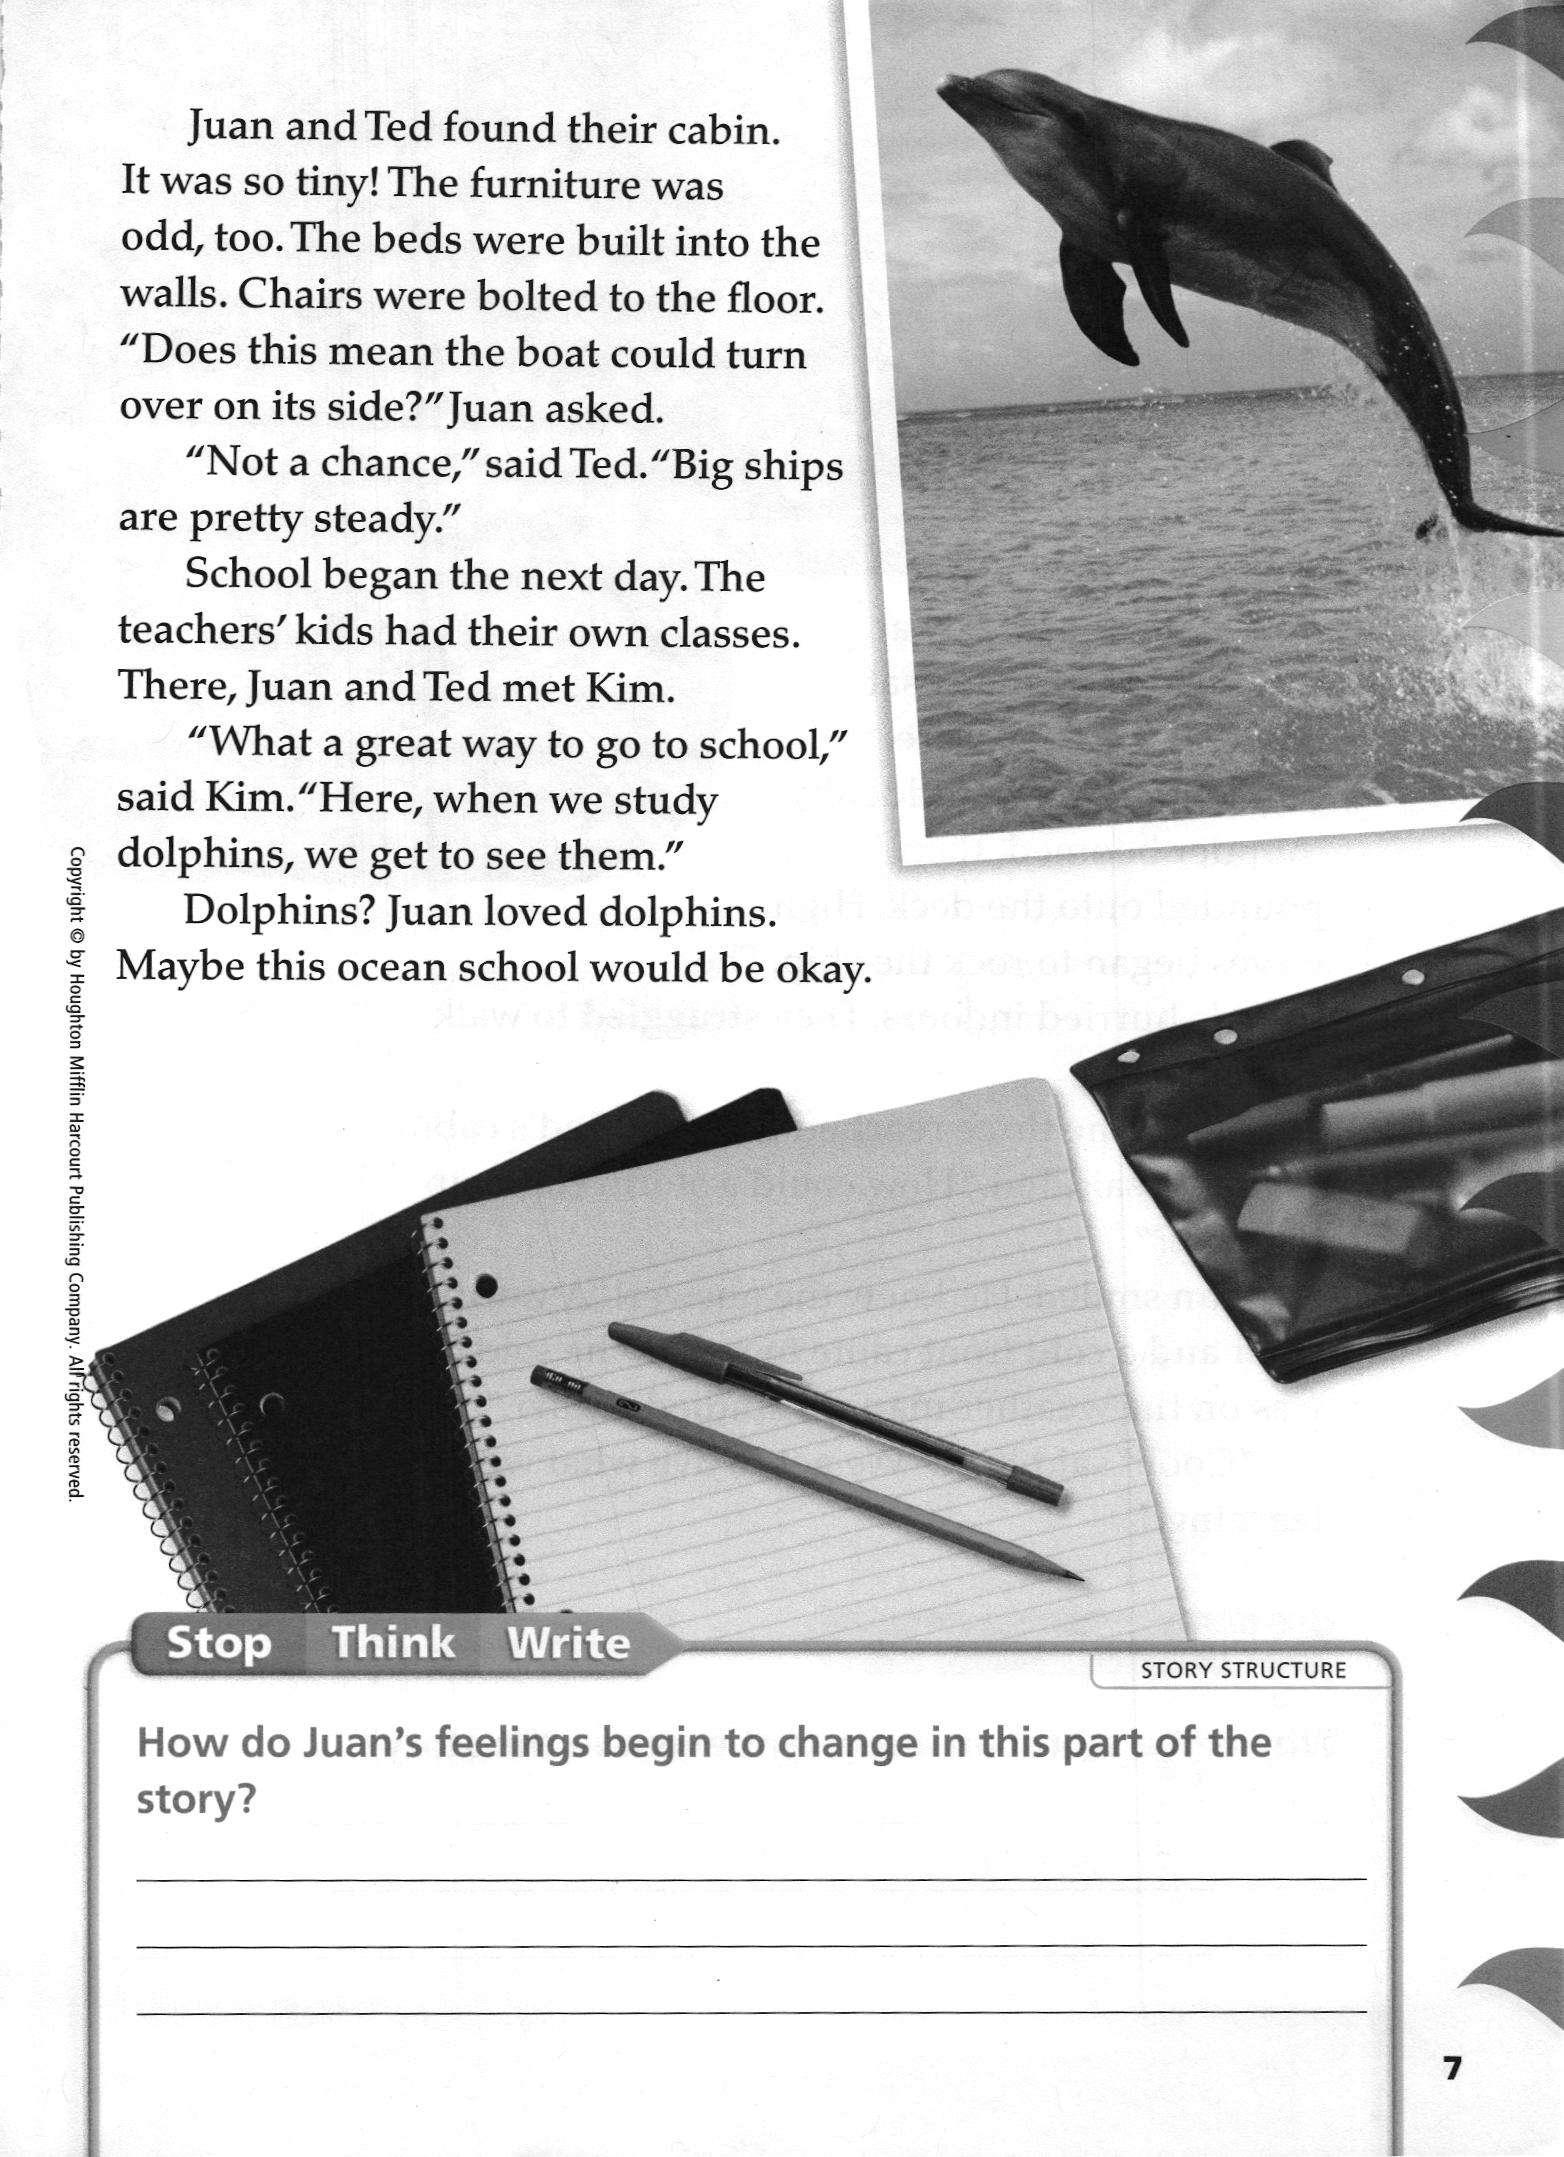 Juan and Ted found their cabin.
It was so tiny! The furniture was
odd, too. The beds were built into the
walls. Chairs were bolted to the floor.
“Does this mean the boat could turn
over on its side?” Juan asked.
“Not a chance,” said Ted. “Big ships
are pretty steady.”
School began the next day. The
teachers’ kids had their own classes.
There, Juan and Ted met Kim.
“What a great way to go to school,”
said Kim. “Here, when we study
dolphins, we get to see them.”
Dolphins? Juan loved dolphins.
Maybe this ocean school would be okay.
Copyright © by Houghton Mifflin Harcourt Publishing Company. All rights reserved.
2
Stop Think Write
STORY STRUCTURE
How do Juan’s feelings begin to change in this part of the
story?
7